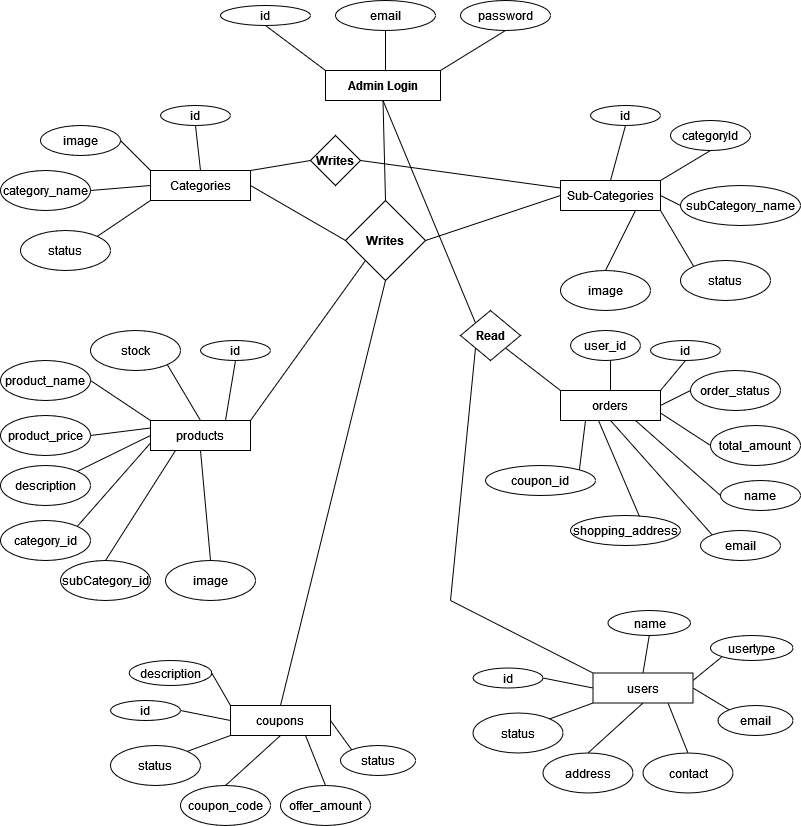 id
email
password
Admin Login
id
image
Categories
category_name
status
Writes
id
categoryId
Sub-Categories
subCategory_name
status
image
Writes
Read
stock
id
product_name
product_price
products
description
category_id
subCategory_id
image
user_id
id
orders
order_status
total_amount
name
email
shopping_address
coupon_id
description
id
coupons
status
coupon_code
offer_amount
status
name
usertype
id
users
email
status
address
contact